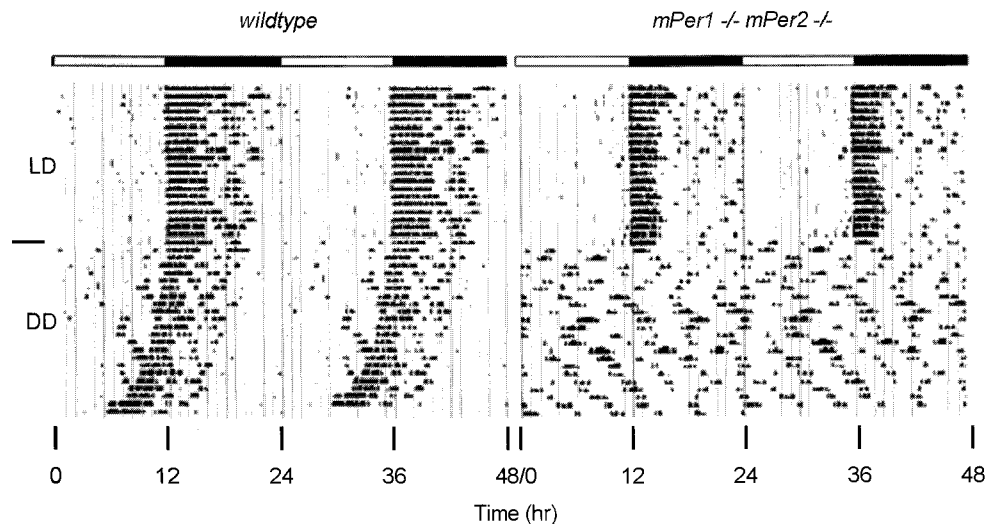 wildtype
mPer1 -/- mPer2 -/-
LD
DD
0 12 24 36 48/0 12 24 36 48
Time (hr)